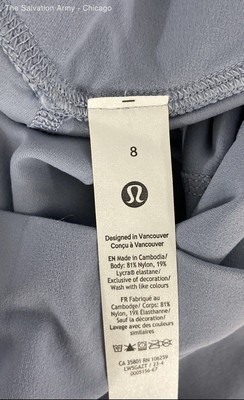 The Salvation Army - Chicago
8
Designed in Vancouver
Conçu à Vancouver
EN Made in Cambodia/
Body: 81% Nylon, 19%
Lycra® elastane/
Exclusive of decoration/
Wash with like colours
FR Fabriqué au
Cambodge/ Corps: 81%
Nylon, 19% Élasthanne/
Sauf la décoration/
Lavage avec des couleurs
similaires
CA 35801 RN 106259